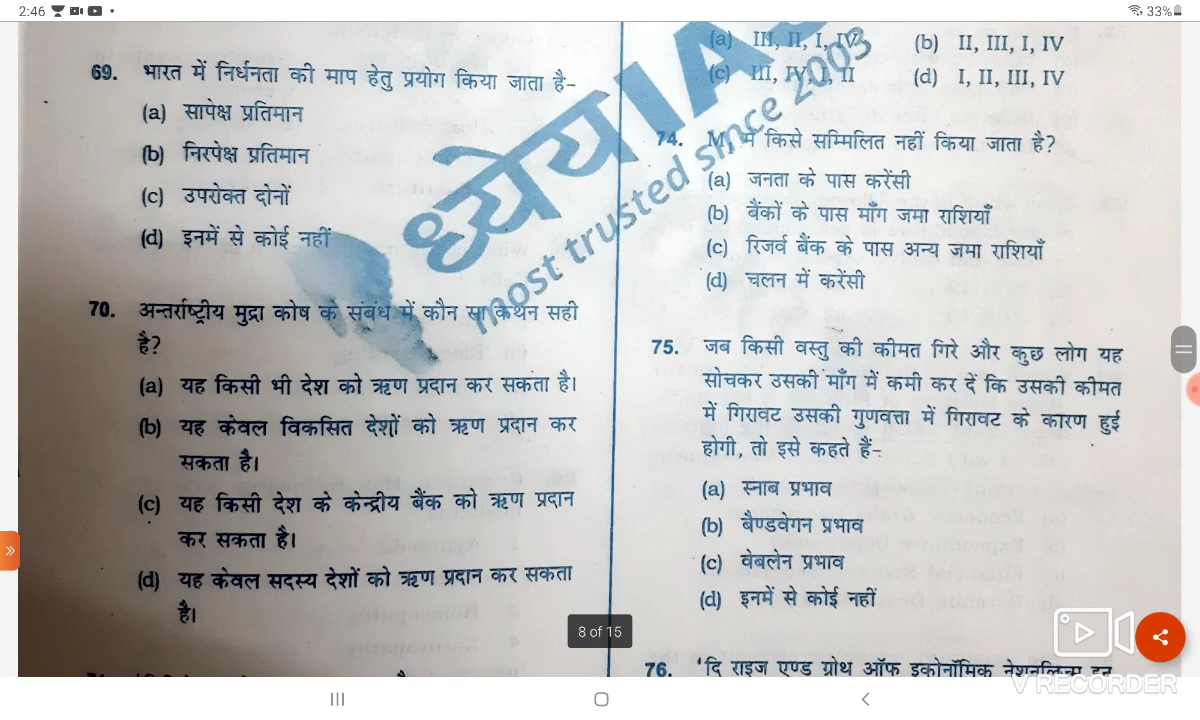 2:46
33%
69. भारत में निर्धनता की माप हेतु प्रयोग किया जाता है-
(a) सापेक्ष प्रतिमान
(b) निरपेक्ष प्रतिमान
(c) उपरोक्त दोनों
(d) इनमें से कोई नहीं
70. अन्तर्राष्ट्रीय मुद्रा कोष के संबंध में कौन सा कथन सही
है?
(a) यह किसी भी देश को ऋण प्रदान कर सकता है।
(b) यह केवल विकसित देशों को ऋण प्रदान कर
सकता है।
(c) यह किसी देश के केन्द्रीय बैंक को ऋण प्रदान
कर सकता है।
(d) यह केवल सदस्य देशों को ऋण प्रदान कर सकता
है।
(a) III, II, I, IV
(b) II, III, I, IV
(c) III, IV, I, II
(d) I, II, III, IV
74. M₁ में किसे सम्मिलित नहीं किया जाता है?
(a) जनता के पास करेंसी
(b) बैंकों के पास माँग जमा राशियाँ
(c) रिजर्व बैंक के पास अन्य जमा राशियाँ
(d) चलन में करेंसी
75. जब किसी वस्तु की कीमत गिरे और कुछ लोग यह
सोचकर उसकी माँग में कमी कर दें कि उसकी कीमत
में गिरावट उसकी गुणवत्ता में गिरावट के कारण हुई
होगी, तो इसे कहते हैं-
(a) स्नाब प्रभाव
(b) बैण्डवेगन प्रभाव
(c) वेबलेन प्रभाव
(d) इनमें से कोई नहीं
76. 'दि राइज एण्ड ग्रोथ ऑफ इकोनॉमिक
ध्येय IA
most trusted since 2003
8 of 15
V RECORDER